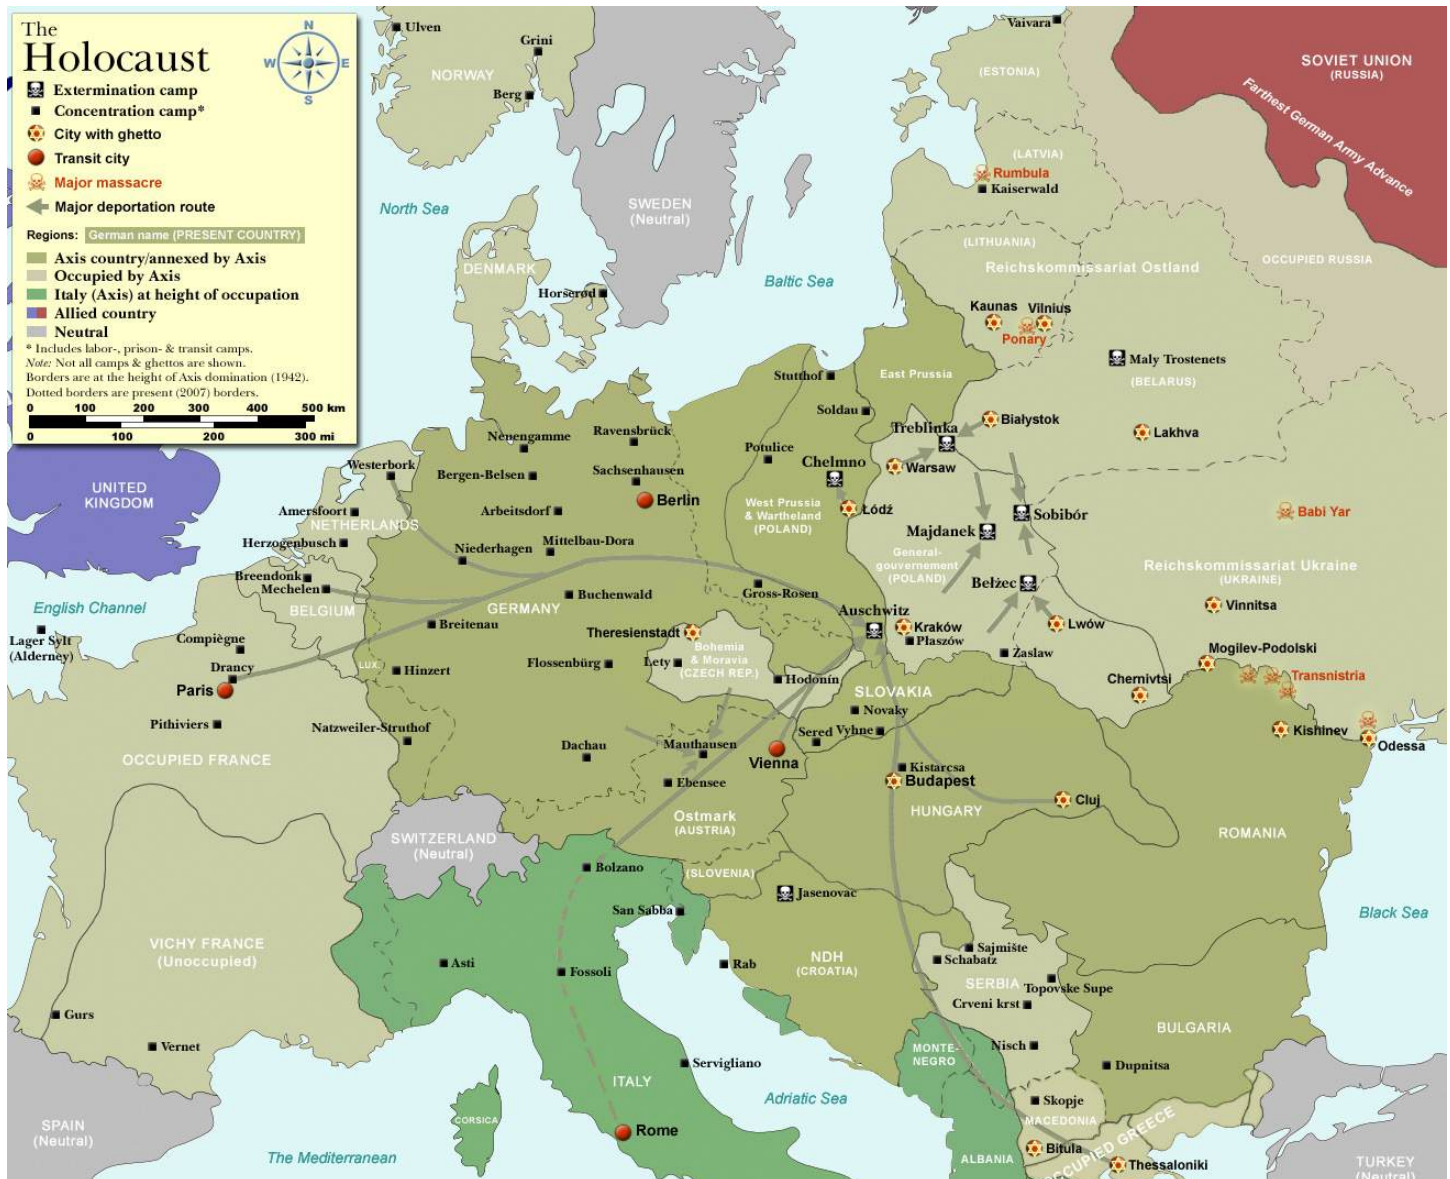 The
Holocaust
N
W
E
S
Extermination camp
Concentration camp*
City with ghetto
Transit city
Major massacre
Major deportation route
Regions: German name (PRESENT COUNTRY)
Axis country/annexed by Axis
Occupied by Axis
Italy (Axis) at height of occupation
Allied country
Neutral
* Includes labor-, prison- & transit camps.
Note: Not all camps & ghettos are shown.
Borders are at the height of Axis domination (1942).
Dotted borders are present (2007) borders.
0 100 200 300 400 500 km
0 100 200 300 mi
Ulven
Grini
NORWAY
Berg
Vaivara
(ESTONIA)
SOVIET UNION
(RUSSIA)
Farthest German Army Advance
(LATVIA)
Rumbula
Kaiserwald
North Sea
SWEDEN
(Neutral)
(LITHUANIA)
Reichskommissariat Ostland
OCCUPIED RUSSIA
DENMARK
Horserød
Baltic Sea
Kaunas
Vilnius
Ponary
Maly Trostenets
(BELARUS)
East Prussia
Stutthof
Soldau
Treblinka
Białystok
Lakhva
Nenengamme
Ravensbrück
Potulice
Chelmno
Warsaw
Westerbork
Bergen-Belsen
Sachsenhausen
Berlin
UNITED
KINGDOM
Amersfoort
NETHERLANDS
Arbeitsdorf
West Prussia
& Wartheland
(POLAND)
Łódź
Sobibór
Babi Yar
Majdanek
Herzogenbusch
Niederhagen
Mittelbau-Dora
General-
gouvernement
(POLAND)
Reichskommissariat Ukraine
(UKRAINE)
Breendonk
Mechelen
BELGIUM
GERMANY
Buchenwald
Gross-Rosen
Bełżec
English Channel
Auschwitz
Vinnitsa
Lager Sylt
(Alderney)
Compiègne
Breitenau
Theresienstadt
Kraków
Płaszów
Lwów
Bohemia
& Moravia
(CZECH REP.)
Zaslaw
Mogilev-Podolski
Drancy
LUX.
Hinzert
Flossenbürg
Lety
Hodonín
Transnistria
Paris
SLOVAKIA
Chernivtsi
Pithiviers
Natzweiler-Struthof
Novaky
Sered
Vyhne
Kishinev
Odessa
OCCUPIED FRANCE
Dachau
Mauthausen
Vienna
Ebensee
Kistarcsa
Budapest
Cluj
HUNGARY
Ostmark
(AUSTRIA)
ROMANIA
SWITZERLAND
(Neutral)
Bolzano
(SLOVENIA)
Jasenovac
San Sabba
Black Sea
VICHY FRANCE
(Unoccupied)
Asti
Fossoli
Rab
NDH
(CROATIA)
Sajmište
Schabatz
SERBIA
Topovske Supe
Crveni krst
Gurs
Vernet
BULGARIA
MONTE-
NEGRO
Nisch
Servigliano
Dupnitsa
ITALY
Adriatic Sea
Skopje
MACEDONIA
CORSICA
SPAIN
(Neutral)
Rome
OCCUPIED GREECE
Bitula
The Mediterranean
ALBANIA
Thessaloniki
TURKEY
(Neutral)